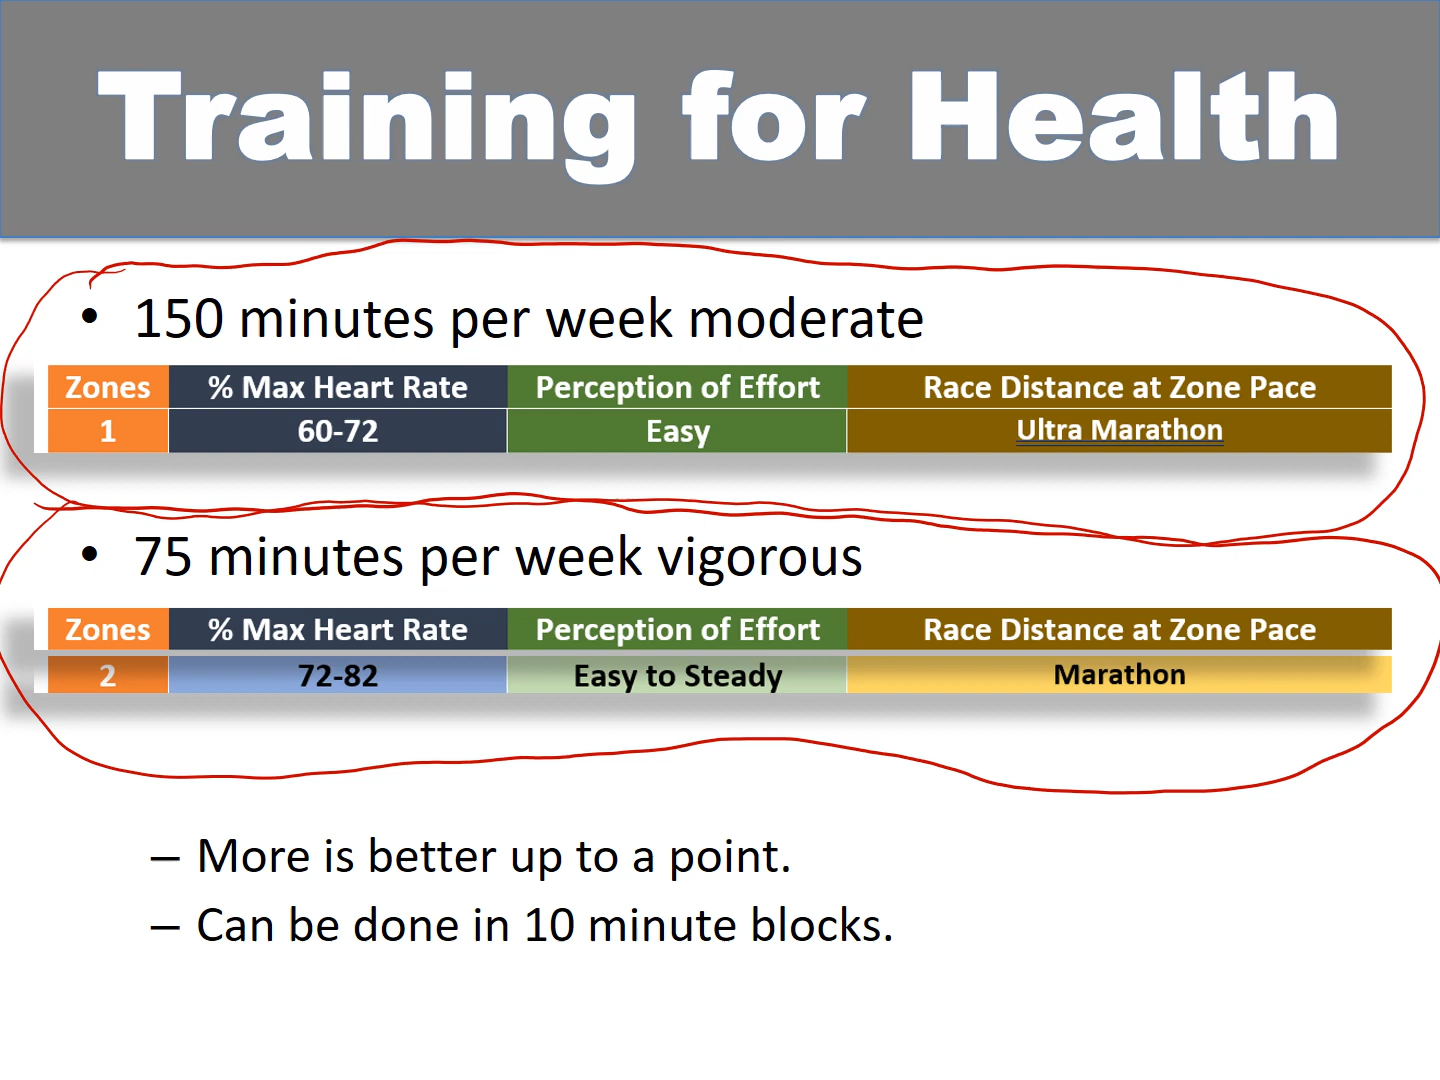 Training for Health
• 150 minutes per week moderate
Zones % Max Heart Rate Perception of Effort Race Distance at Zone Pace
1 60-72 Easy Ultra Marathon
• 75 minutes per week vigorous
Zones % Max Heart Rate Perception of Effort Race Distance at Zone Pace
2 72-82 Easy to Steady Marathon
– More is better up to a point.
– Can be done in 10 minute blocks.